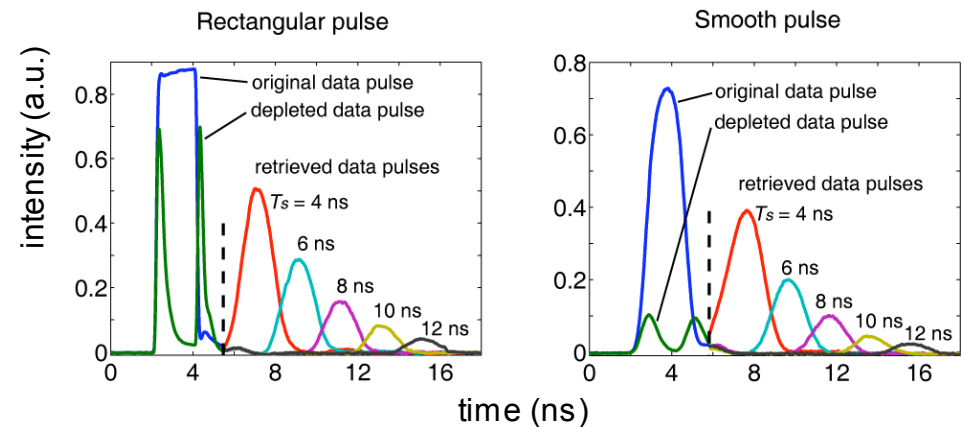 Rectangular pulse
Smooth pulse
intensity (a.u.)
0.8
0.6
0.4
0.2
0
original data pulse
depleted data pulse
retrieved data pulses
Ts = 4 ns
6 ns
8 ns
10 ns
12 ns
0 4 8 12 16
0.8
0.6
0.4
0.2
0
original data pulse
depleted data pulse
retrieved data pulses
Ts = 4 ns
6 ns
8 ns
10 ns
12 ns
0 4 8 12 16
time (ns)